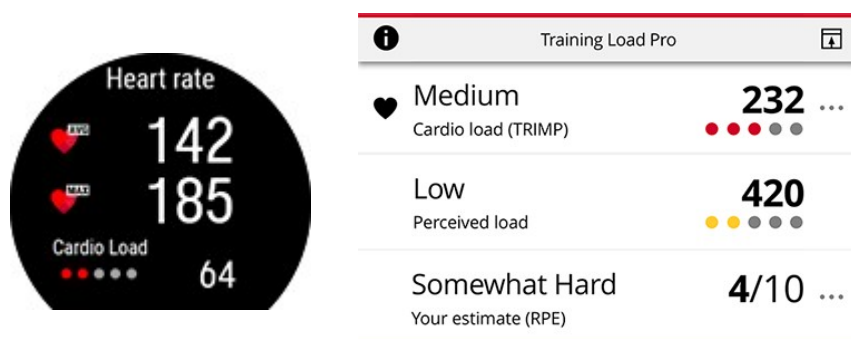 Heart rate
AVG 142
MAX 185
Cardio Load
64
Training Load Pro
Medium 232
Cardio load (TRIMP)
Low 420
Perceived load
Somewhat Hard 4/10
Your estimate (RPE)